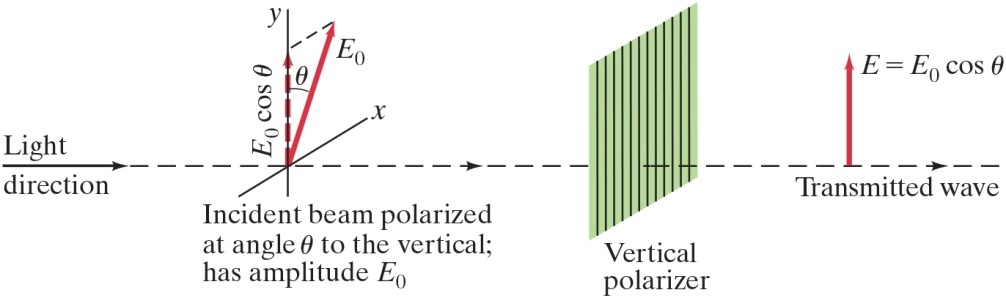 y
E₀
θ
E₀ cos θ
x
Light
direction
Incident beam polarized
at angle θ to the vertical;
has amplitude E₀
Vertical
polarizer
E = E₀ cos θ
Transmitted wave